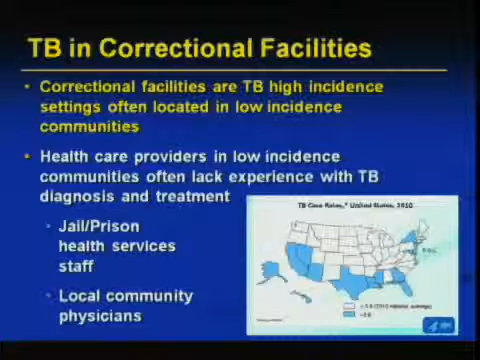 TB in Correctional Facilities
• Correctional facilities are TB high incidence
settings often located in low incidence
communities
• Health care providers in low incidence
communities often lack experience with TB
diagnosis and treatment
• Jail/Prison
health services
staff
• Local community
physicians
TB Case Rates,* United States, 2010
D.C.